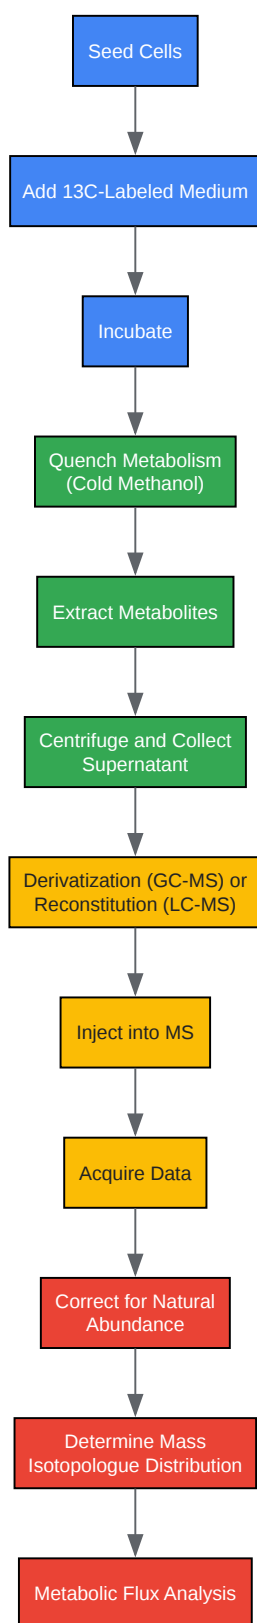 Seed Cells
Add 13C-Labeled Medium
Incubate
Quench Metabolism
(Cold Methanol)
Extract Metabolites
Centrifuge and Collect
Supernatant
Derivatization (GC-MS) or
Reconstitution (LC-MS)
Inject into MS
Acquire Data
Correct for Natural
Abundance
Determine Mass
Isotopologue Distribution
Metabolic Flux Analysis